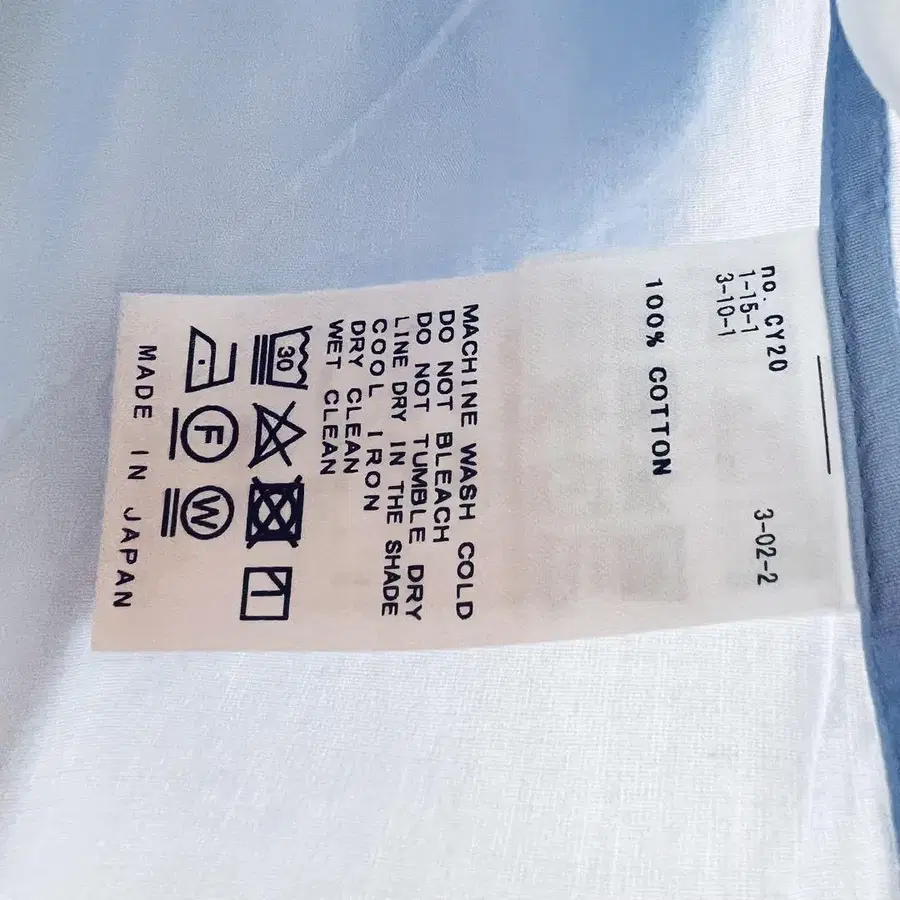 no. CY20
1-15-1
3-10-1
3-02-2
100% COTTON
MACHINE WASH COLD
DO NOT BLEACH
DO NOT TUMBLE DRY
LINE DRY IN THE SHADE
COOL IRON
DRY CLEAN
WET CLEAN
30
F W
MADE IN JAPAN